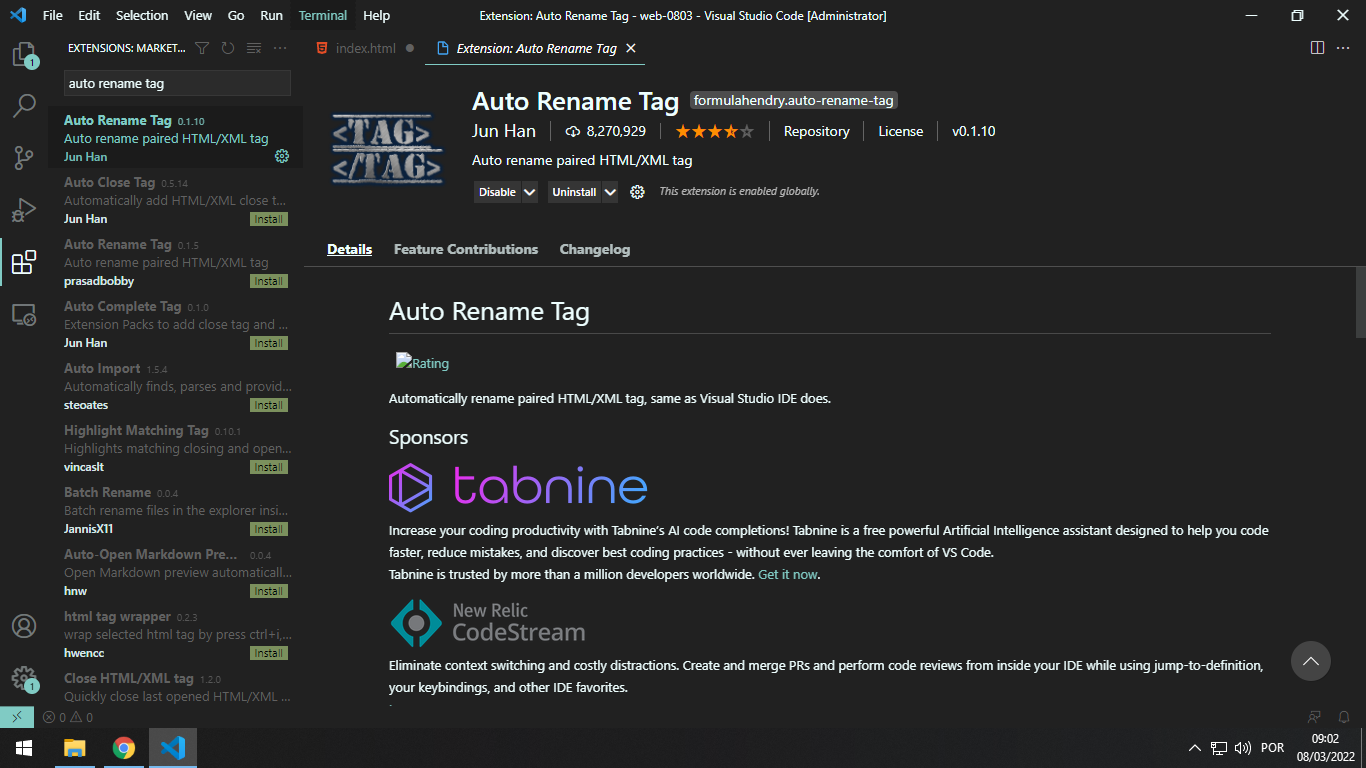 File Edit Selection View Go Run Terminal Help
Extension: Auto Rename Tag - web-0803 - Visual Studio Code [Administrator]
EXTENSIONS: MARKET...
index.html
Extension: Auto Rename Tag
1
auto rename tag
Auto Rename Tag 0.1.10
Auto rename paired HTML/XML tag
Jun Han
Auto Close Tag 0.5.14
Automatically add HTML/XML close t...
Jun Han Install
Auto Rename Tag 0.1.5
Auto rename paired HTML/XML tag
prasadbobby Install
Auto Complete Tag 0.1.0
Extension Packs to add close tag and ...
Jun Han Install
Auto Import 1.5.4
Automatically finds, parses and provid...
steoates Install
Highlight Matching Tag 0.10.1
Highlights matching closing and open...
vincaslt Install
Batch Rename 0.0.4
Batch rename files in the explorer insi...
JannisX11 Install
Auto-Open Markdown Pre... 0.0.4
Open Markdown preview automaticall...
hnw Install
html tag wrapper 0.2.3
wrap selected html tag by press ctrl+i,...
hwencc Install
Close HTML/XML tag 1.2.0
Quickly close last opened HTML/XML ...
1
<TAG>
</TAG>
Auto Rename Tag formulahendry.auto-rename-tag
Jun Han 8,270,929 Repository License v0.1.10
Auto rename paired HTML/XML tag
Disable Uninstall This extension is enabled globally.
Details Feature Contributions Changelog
Auto Rename Tag
Rating
Automatically rename paired HTML/XML tag, same as Visual Studio IDE does.
Sponsors
tabnine
Increase your coding productivity with Tabnine's AI code completions! Tabnine is a free powerful Artificial Intelligence assistant designed to help you code
faster, reduce mistakes, and discover best coding practices - without ever leaving the comfort of VS Code.
Tabnine is trusted by more than a million developers worldwide. Get it now.
New Relic
CodeStream
Eliminate context switching and costly distractions. Create and merge PRs and perform code reviews from inside your IDE while using jump-to-definition,
your keybindings, and other IDE favorites.
0 0
POR
09:02
08/03/2022